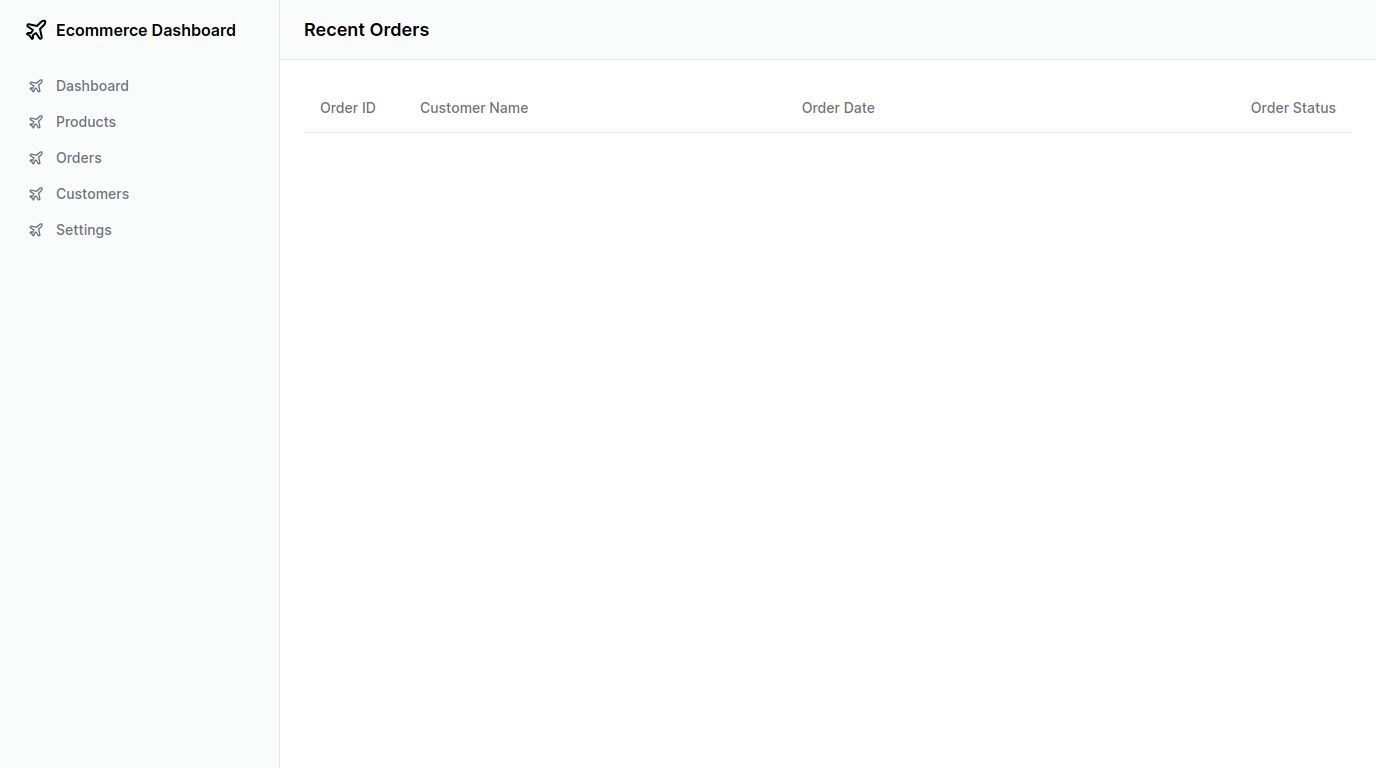 Ecommerce Dashboard
Dashboard
Products
Orders
Customers
Settings
Recent Orders
Order ID Customer Name Order Date Order Status